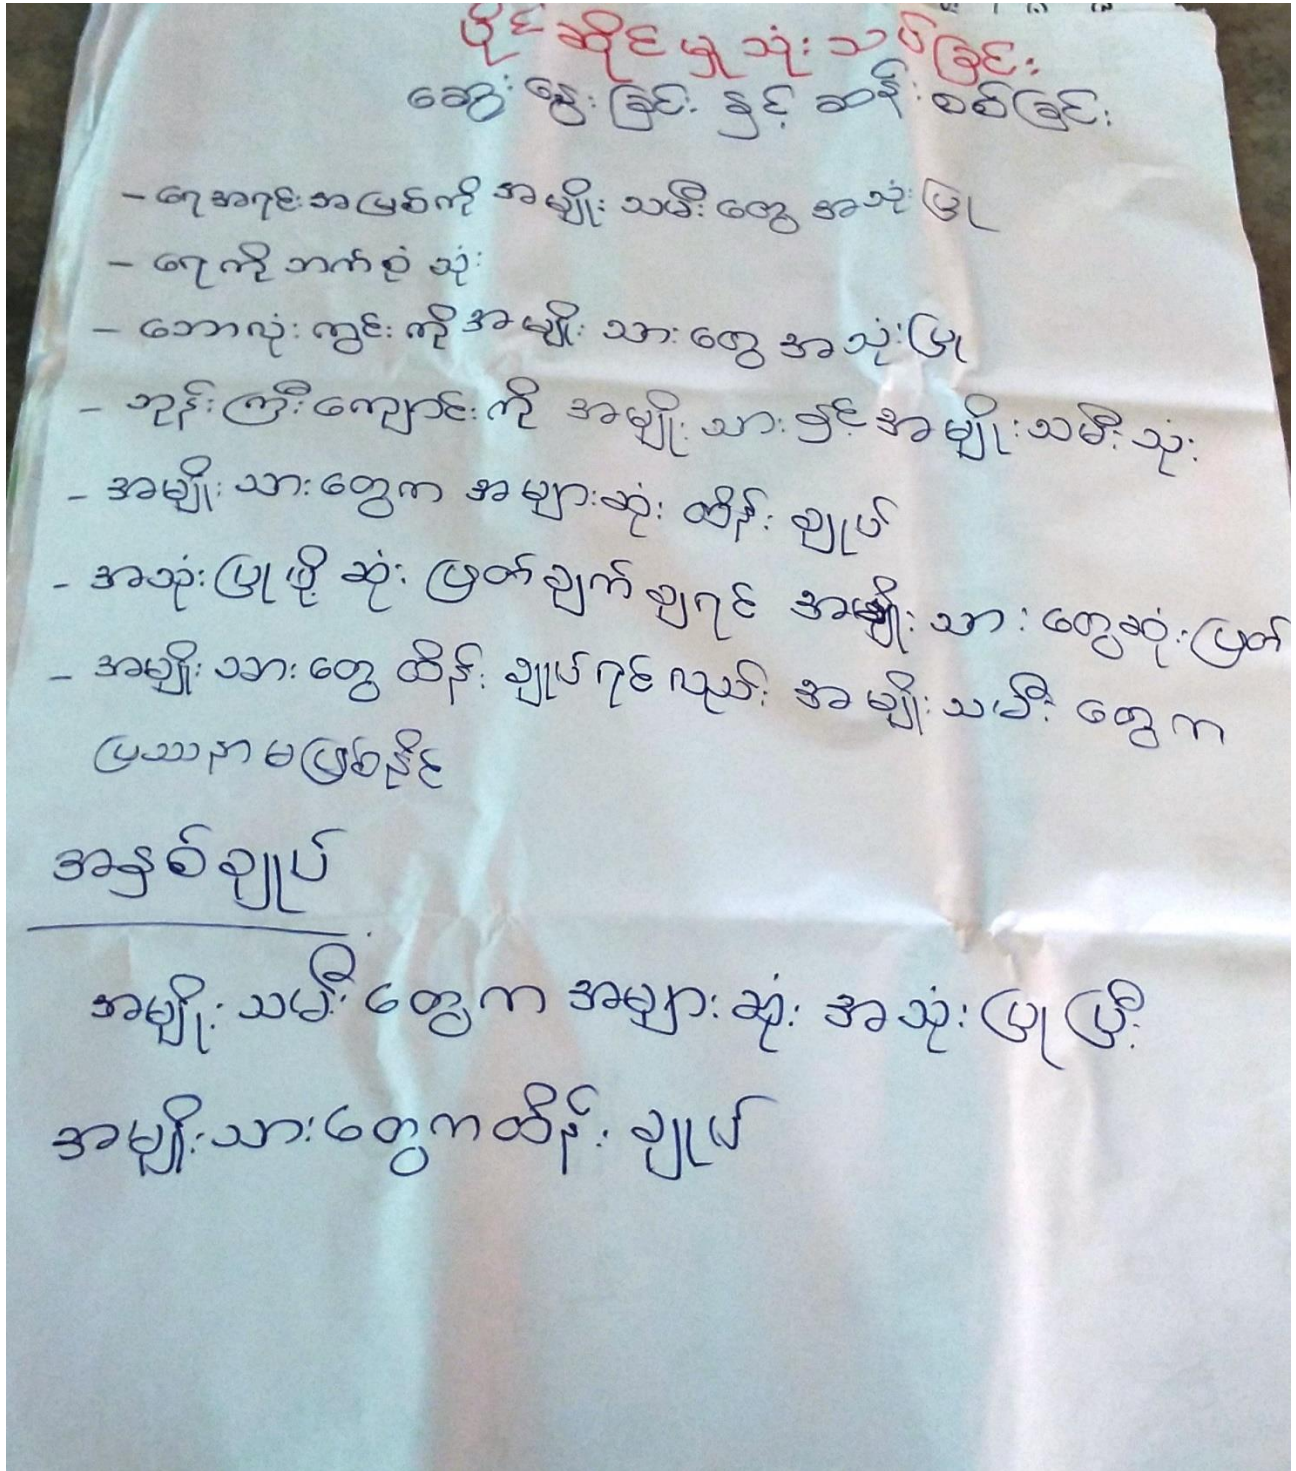 ပိုင်ဆိုင်မှုသုံးသပ်ခြင်း
ဆွေးနွေးခြင်း နှင့် ဆန်းစစ်ခြင်း
- ရေအရင်းအမြစ်ကို အမျိုးသမီးတွေ အသုံးပြု
- ရေကို ဘက်စုံသုံး
- ဘောလုံးကွင်းကို အမျိုးသားတွေ အသုံးပြု
- ဘုန်းကြီးကျောင်းကို အမျိုးသားနှင့် အမျိုးသမီးသုံး
- အမျိုးသားတွေက အများဆုံး ထိန်းချုပ်
- အသုံးပြုဖို့ ဆုံးဖြတ်ချက်ချရင် အမျိုးသားတွေဆုံးဖြတ်
- အမျိုးသားတွေ ထိန်းချုပ်ရင်လည်း အမျိုးသမီးတွေက
ပြဿနာမဖြစ်နိုင်
အနှစ်ချုပ်
အမျိုးသမီးတွေက အများဆုံး အသုံးပြုပြီး
အမျိုးသားတွေကထိန်းချုပ်